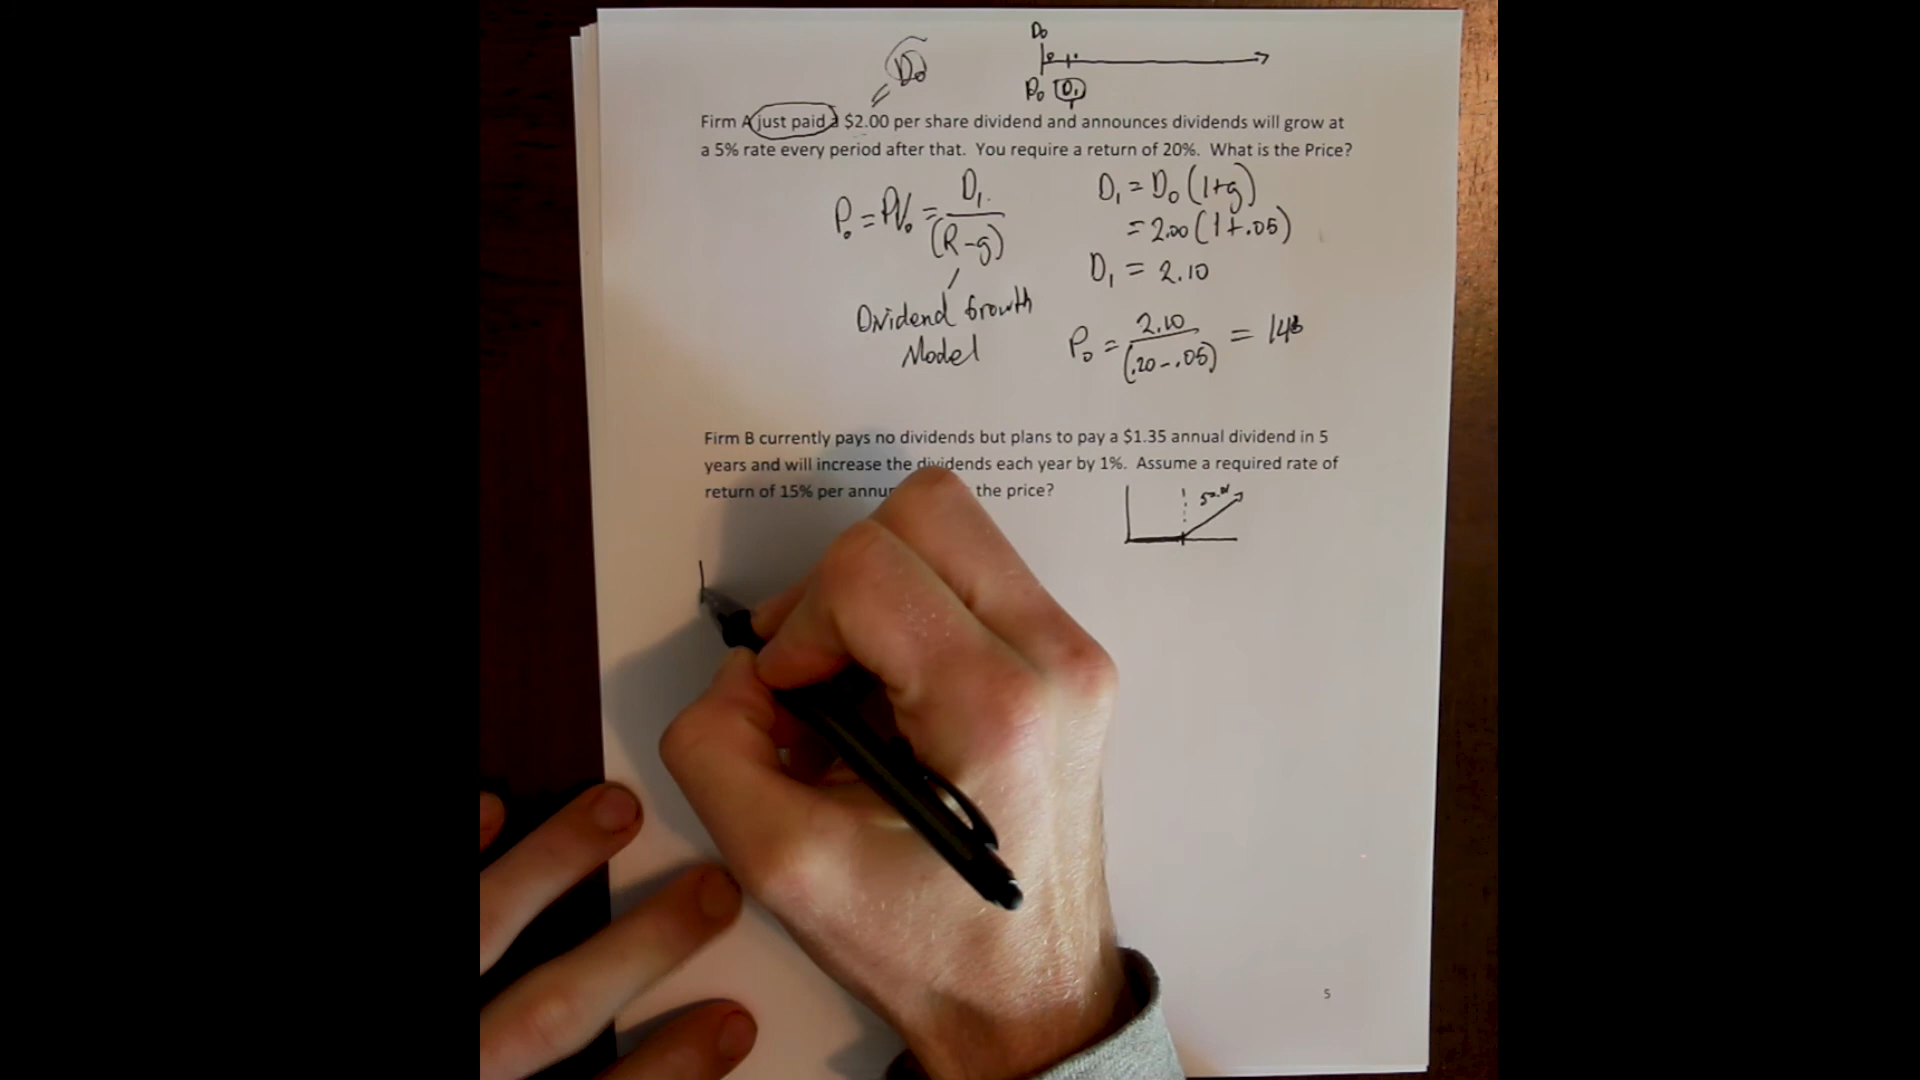 D₀
D₀
P₀ D₁
Firm A just paid a $2.00 per share dividend and announces dividends will grow at
a 5% rate every period after that. You require a return of 20%. What is the Price?
P₀ = PV₀ = D₁ / (R-g)
Dividend Growth
Model
D₁ = D₀ (1+g)
= 2.00 (1+.05)
D₁ = 2.10
P₀ = 2.10 / (.20-.05) =
Firm B currently pays no dividends but plans to pay a $1.35 annual dividend in 5
years and will increase the dividends each year by 1%. Assume a required rate of
return of 15% per the price?
5